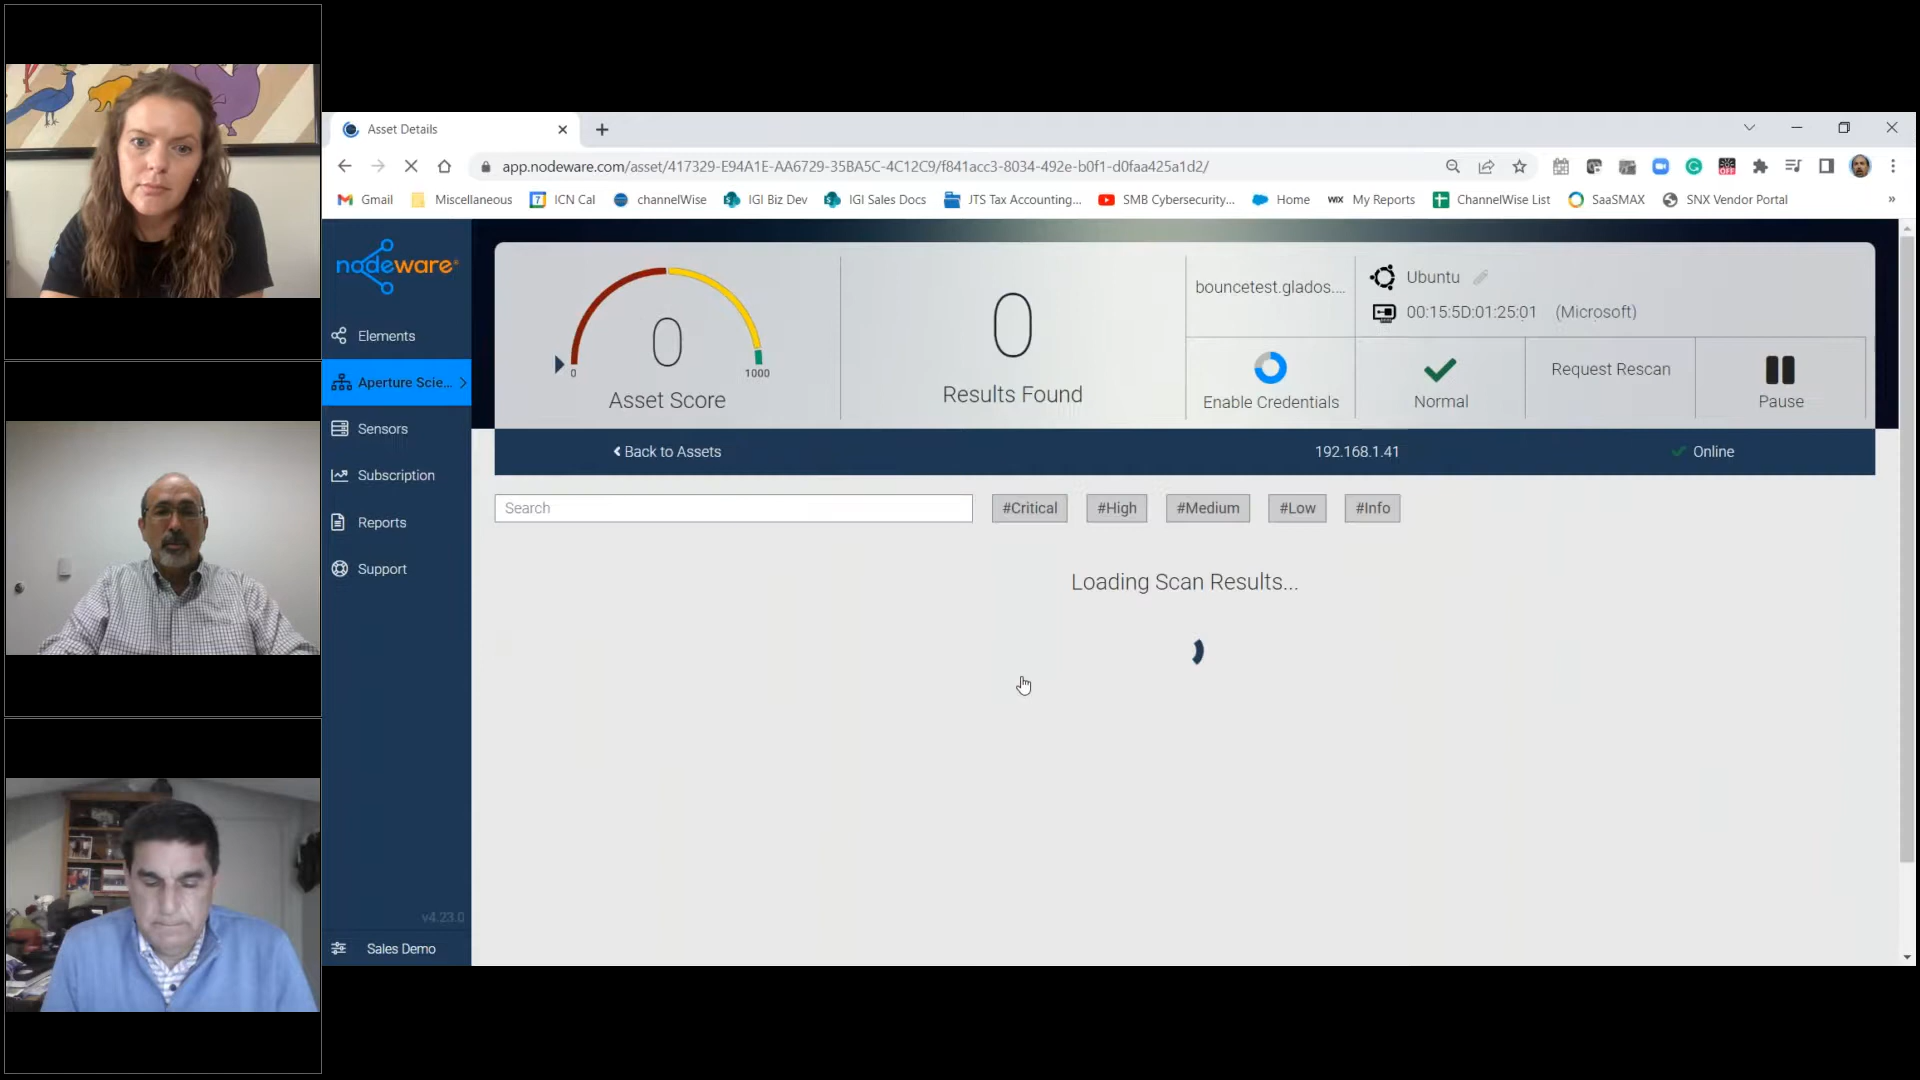 Asset Details
app.nodeware.com/asset/417329-E94A1E-AA6729-35BA5C-4C12C9/f841acc3-8034-492e-b0f1-d0faa425a1d2/
Gmail Miscellaneous ICN Cal channelWise IGI Biz Dev IGI Sales Docs JTS Tax Accounting... SMB Cybersecurity... Home WIX My Reports ChannelWise List SaaSMAX SNX Vendor Portal »
nodeware
Elements
Aperture Scie...
Sensors
Subscription
Reports
Support
v4.23.0
Sales Demo
0
0 1000
Asset Score
0
Results Found
bouncetest.glados....
Ubuntu
00:15:5D:01:25:01 (Microsoft)
Enable Credentials
Normal
Request Rescan
Pause
Back to Assets
192.168.1.41
Online
Search
#Critical #High #Medium #Low #Info
Loading Scan Results...